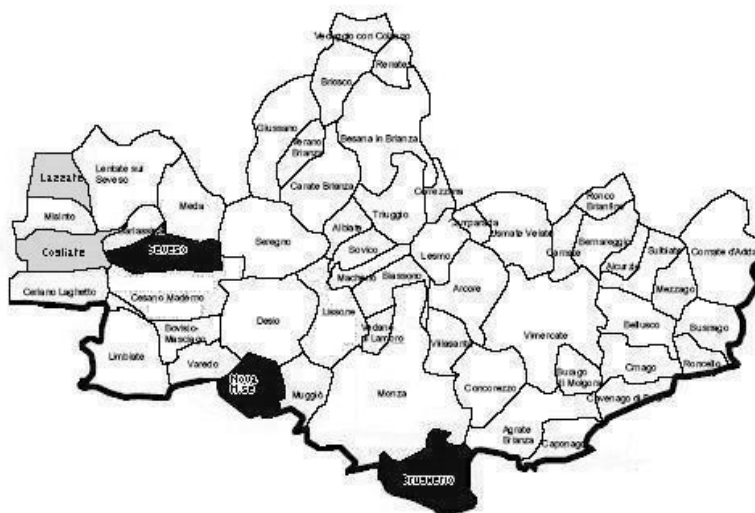 Veduggio con Colzano
Renate
Briosco
Giussano
Verano
Brianza
Besana in Brianza
Lentate sul
Seveso
Lazzate
Carate Brianza
Correzzana
Ronco
Briantino
Misinto
Meda
Triuggio
Barlassina
Camparada
Usmate Velate
Albiate
Seregno
Bernareggio
Sulbiate
Cornate d'Adda
Cogliate
Seveso
Sovico
Lesmo
Carnate
Aicurzio
Macherio
Biassono
Mezzago
Ceriano Laghetto
Cesano Maderno
Arcore
Lissone
Bellusco
Busnago
Desio
Bovisio-
Masciago
Vedano
al Lambro
Villasanta
Vimercate
Limbiate
Varedo
Ornago
Roncello
Burago
di Molgora
Nova
M.se
Muggiò
Monza
Concorezzo
Cavenago di
Agrate
Brianza
Caponago
Brugherio